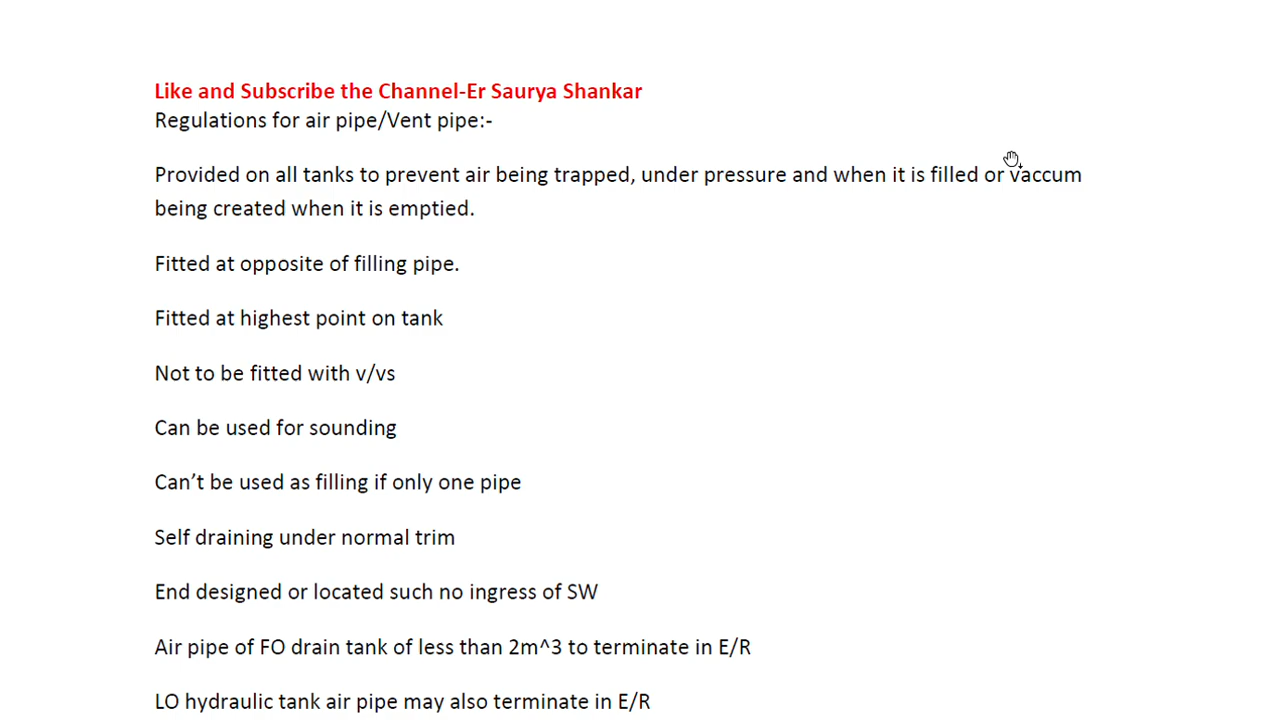 Like and Subscribe the Channel-Er Saurya Shankar
Regulations for air pipe/Vent pipe:-
Provided on all tanks to prevent air being trapped, under pressure and when it is filled or vaccum
being created when it is emptied.
Fitted at opposite of filling pipe.
Fitted at highest point on tank
Not to be fitted with v/vs
Can be used for sounding
Can’t be used as filling if only one pipe
Self draining under normal trim
End designed or located such no ingress of SW
Air pipe of FO drain tank of less than 2m^3 to terminate in E/R
LO hydraulic tank air pipe may also terminate in E/R